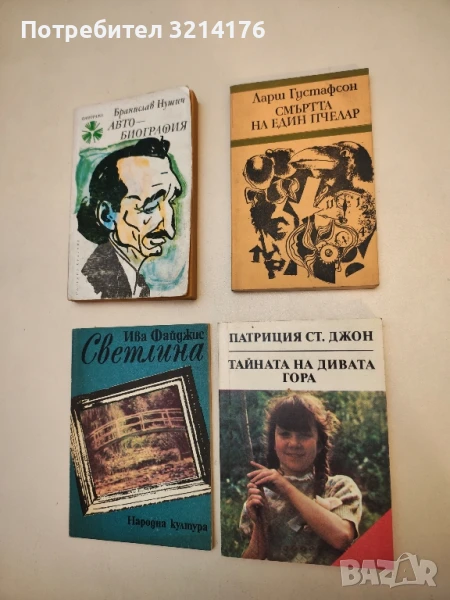 Потребител 3214176
Бранислав Нушич
АВТО-
БИОГРАФИЯ
Ларш Густафсон
СМЪРТТА
НА ЕДИН ПЧЕЛАР
Ива Файджис
Светлина
Народна култура
ПАТРИЦИЯ СТ. ДЖОН
ТАЙНАТА НА ДИВАТА
ГОРА
BAZAR